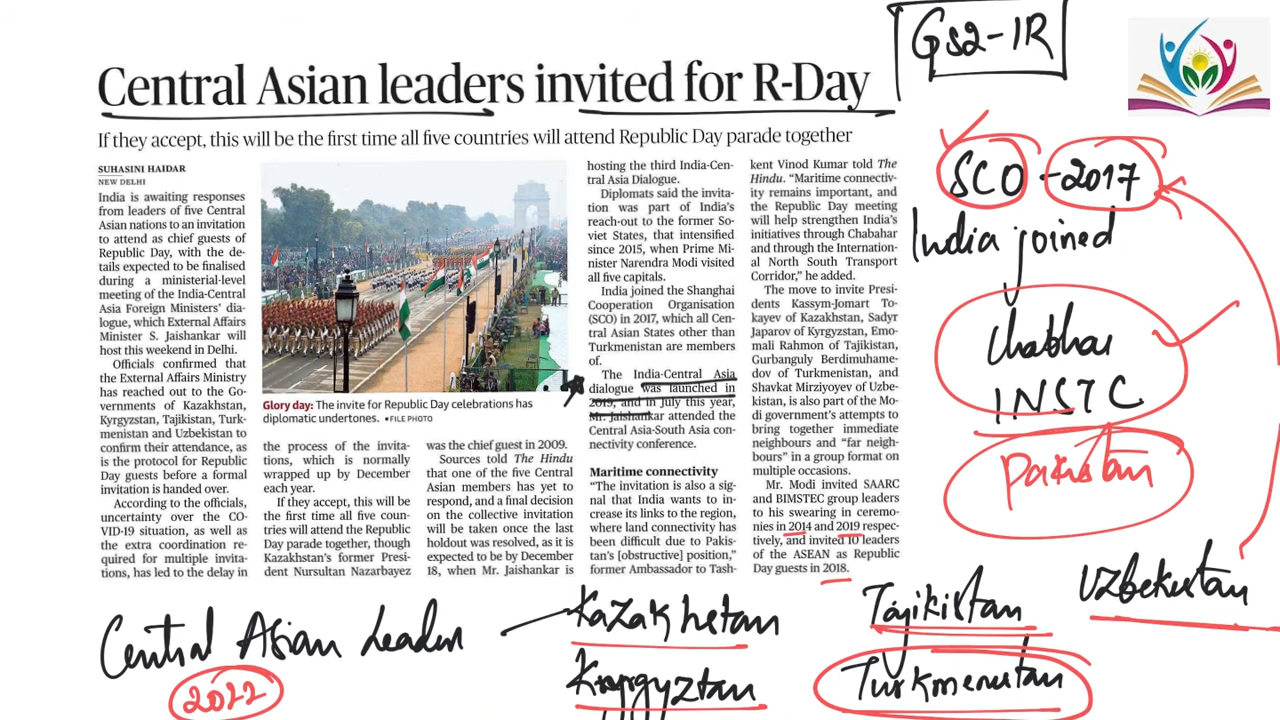 Gs2-IR
Central Asian leaders invited for R-Day
If they accept, this will be the first time all five countries will attend Republic Day parade together
SUHASINI HAIDAR
NEW DELHI
India is awaiting responses
from leaders of five Central
Asian nations to an invitation
to attend as chief guests of
Republic Day, with the de-
tails expected to be finalised
during a ministerial-level
meeting of the India-Central
Asia Foreign Ministers' dia-
logue, which External Affairs
Minister S. Jaishankar will
host this weekend in Delhi.
Officials confirmed that
the External Affairs Ministry
has reached out to the Go-
vernments of Kazakhstan,
Kyrgyzstan, Tajikistan, Turk-
menistan and Uzbekistan to
confirm their attendance, as
is the protocol for Republic
Day guests before a formal
invitation is handed over.
According to the officials,
uncertainty over the CO-
VID-19 situation, as well as
the extra coordination re-
quired for multiple invita-
tions, has led to the delay in
Glory day: The invite for Republic Day celebrations has
diplomatic undertones. •FILE PHOTO
the process of the invita-
tions, which is normally
wrapped up by December
each year.
If they accept, this will be
the first time all five coun-
tries will attend the Republic
Day parade together, though
Kazakhstan's former Presi-
dent Nursultan Nazarbayez
was the chief guest in 2009.
Sources told The Hindu
that one of the five Central
Asian members has yet to
respond, and a final decision
on the collective invitation
will be taken once the last
holdout was resolved, as it is
expected to be by December
18, when Mr. Jaishankar is
hosting the third India-Cen-
tral Asia Dialogue.
Diplomats said the invita-
tion was part of India's
reach-out to the former So-
viet States, that intensified
since 2015, when Prime Mi-
nister Narendra Modi visited
all five capitals.
India joined the Shanghai
Cooperation Organisation
(SCO) in 2017, which all Cen-
tral Asian States other than
Turkmenistan are members
of.
The India-Central Asia
dialogue was launched in
2019, and in July this year,
Mr. Jaishankar attended the
Central Asia-South Asia con-
nectivity conference.
Maritime connectivity
"The invitation is also a sig-
nal that India wants to in-
crease its links to the region,
where land connectivity has
been difficult due to Pakis-
tan's [obstructive] position,"
former Ambassador to Tash-
kent Vinod Kumar told The
Hindu. "Maritime connectiv-
ity remains important, and
the Republic Day meeting
will help strengthen India's
initiatives through Chabahar
and through the Internation-
al North South Transport
Corridor," he added.
The move to invite Presi-
dents Kassym-Jomart To-
kayev of Kazakhstan, Sadyr
Japarov of Kyrgyzstan, Emo-
mali Rahmon of Tajikistan,
Gurbanguly Berdimuhame-
dov of Turkmenistan, and
Shavkat Mirziyoyev of Uzbe-
kistan, is also part of the Mo-
di government's attempts to
bring together immediate
neighbours and "far neigh-
bours" in a group format on
multiple occasions.
Mr. Modi invited SAARC
and BIMSTEC group leaders
to his swearing in ceremo-
nies in 2014 and 2019 respec-
tively, and invited 10 leaders
of the ASEAN as Republic
Day guests in 2018.
SCO - 2017
India joined
Chabhar
INSTC
Pakistan
Central Asian Leader
2022
Kazakhstan
Kyrgyztan
Tajikistan
Turkmenistan
Uzbekistan